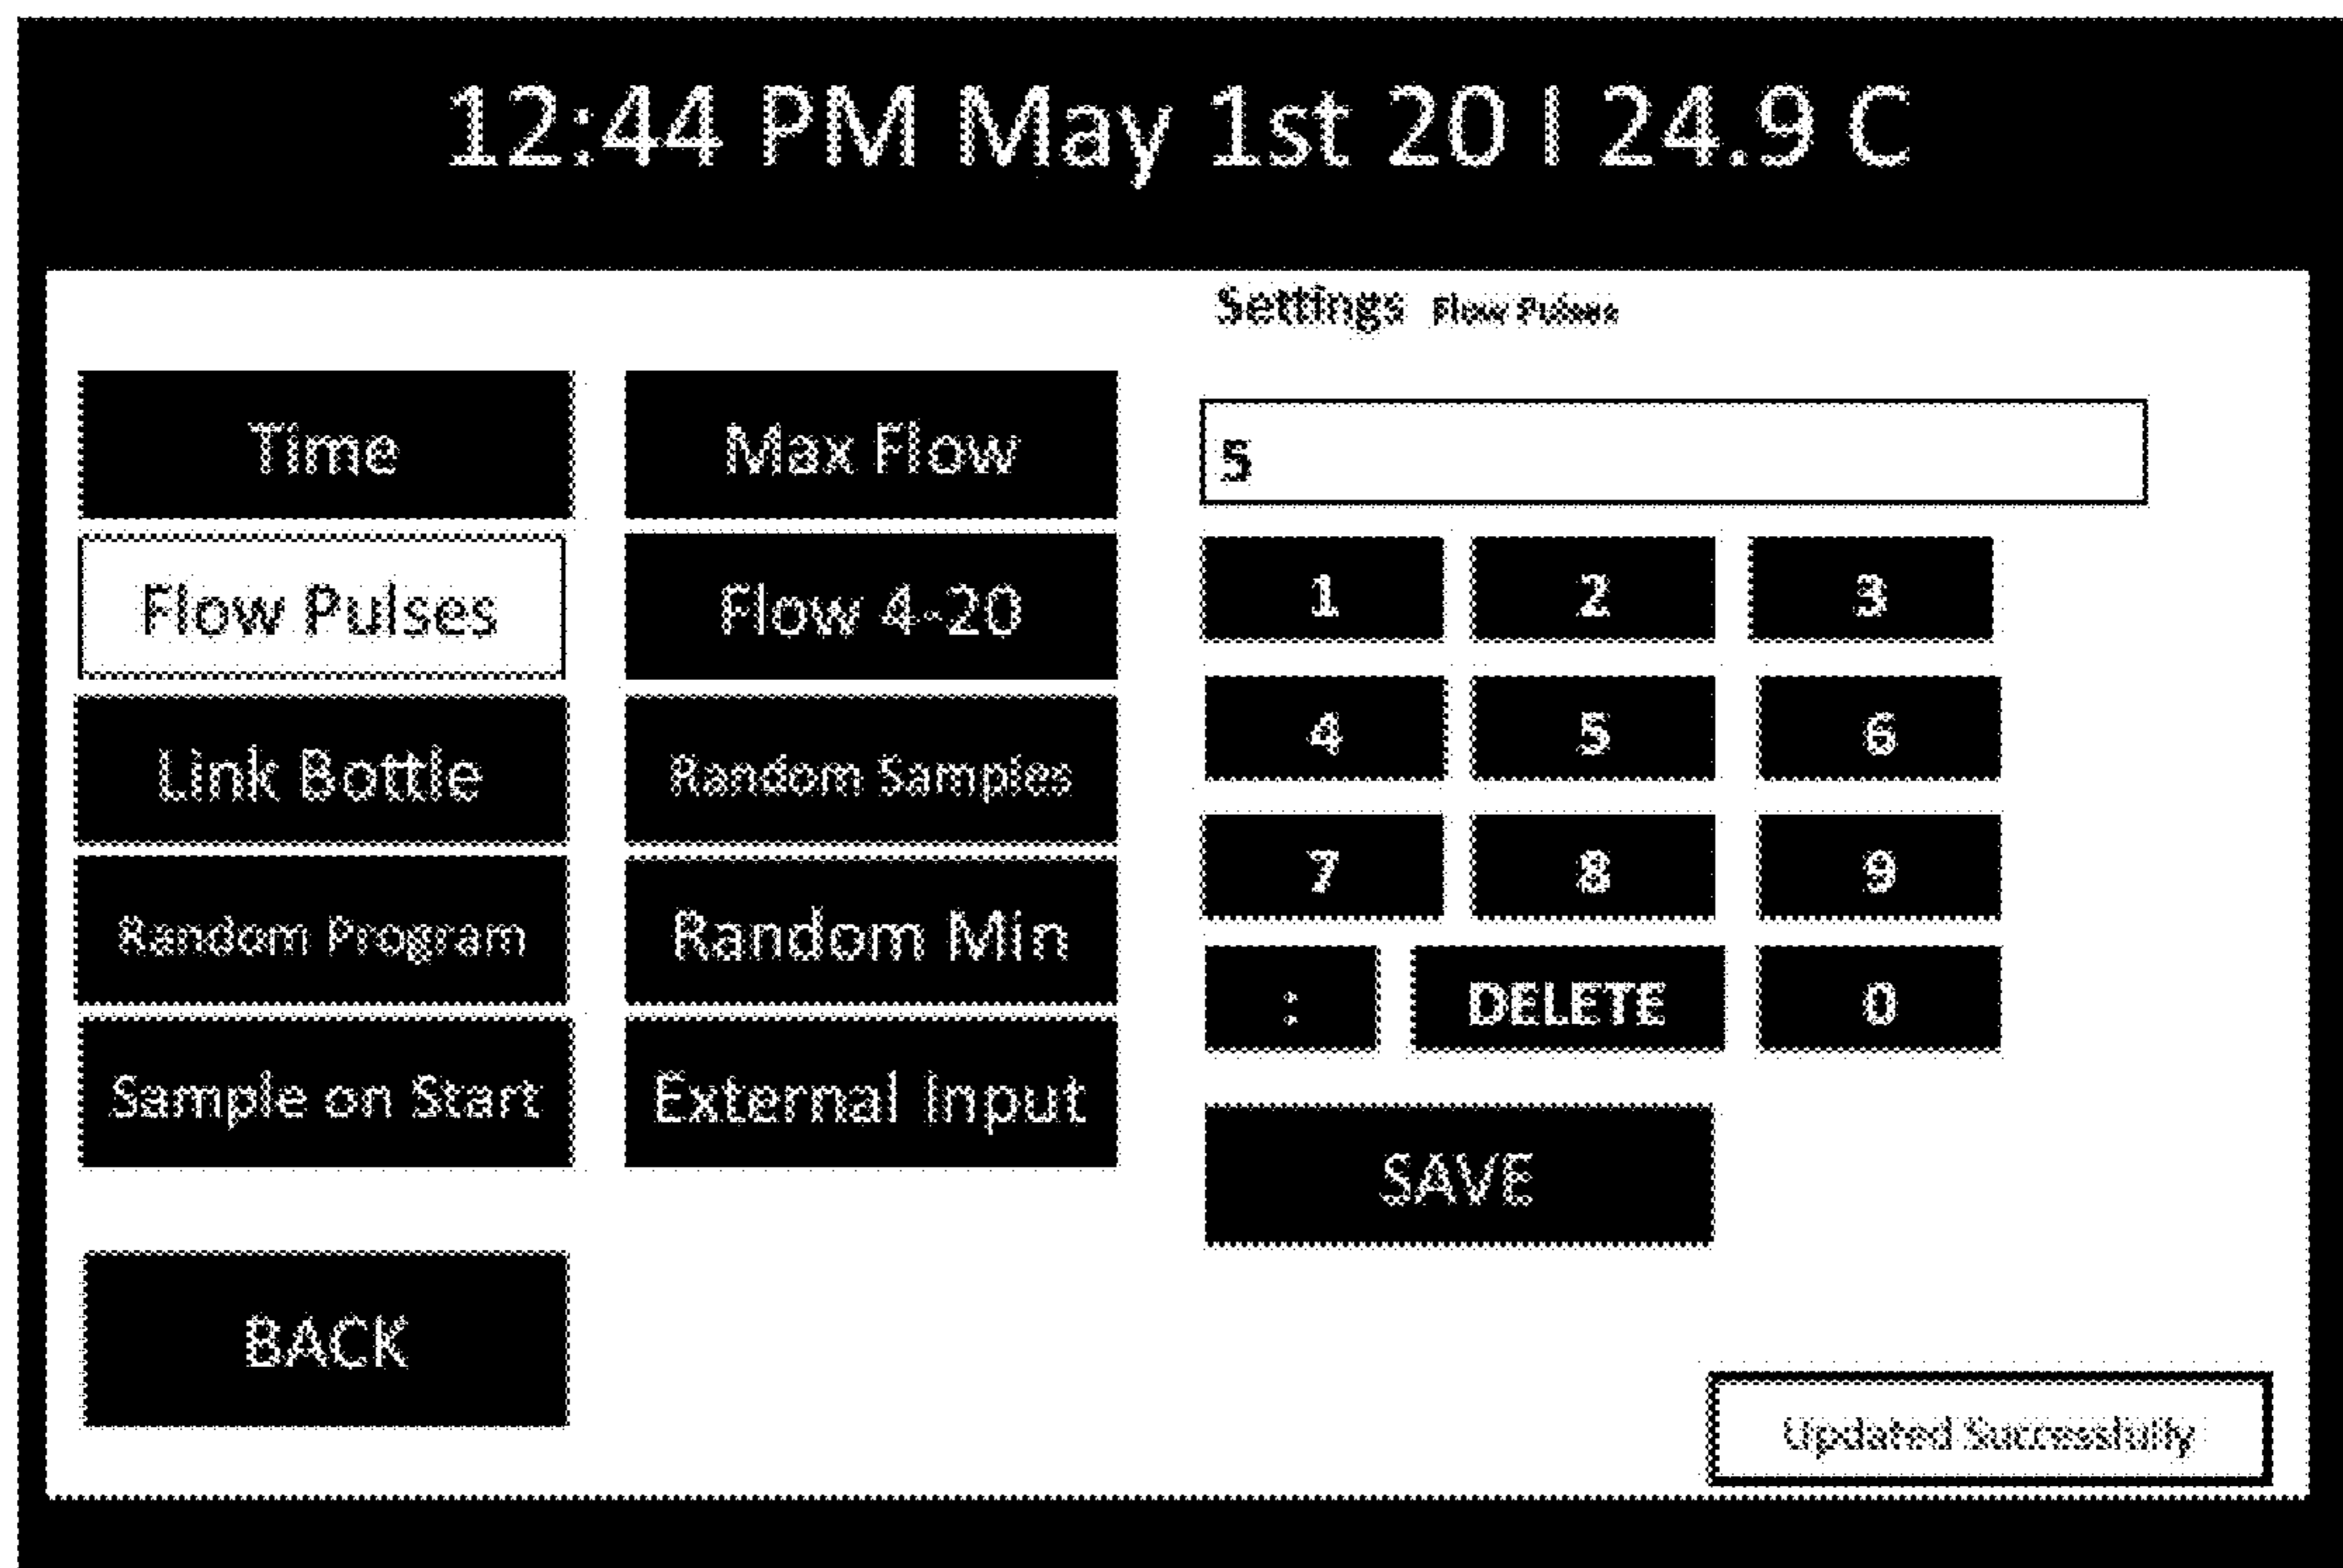 12:44 PM May 1st 20 | 24.9 C
Settings Flow Pulses
Time Max Flow
5
Flow Pulses Flow 4-20
1 2 3
Link Bottle Random Samples
4 5 6
Random Program Random Min
7 8 9
: DELETE 0
Sample on Start External Input
SAVE
BACK
Updated Successfully